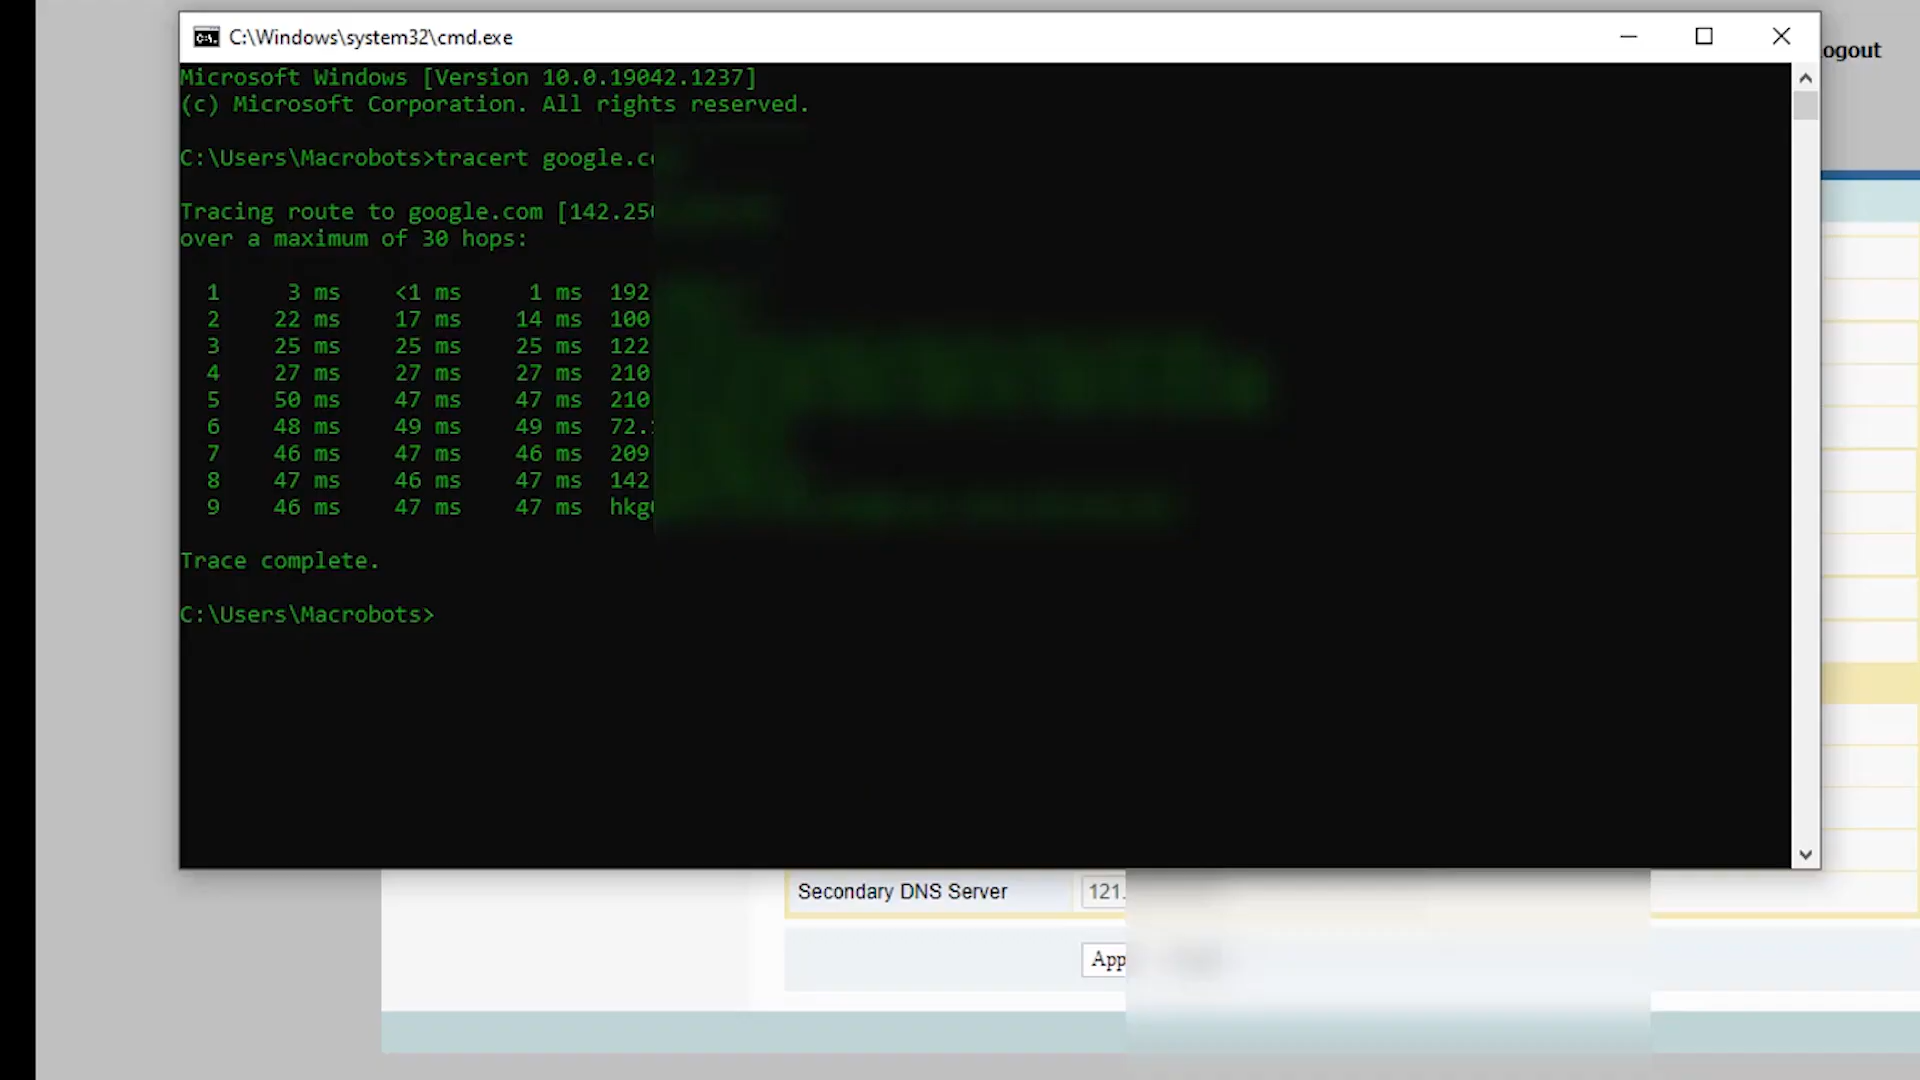 C:\Windows\system32\cmd.exe
ogout
Microsoft Windows [Version 10.0.19042.1237]
(c) Microsoft Corporation. All rights reserved.
C:\Users\Macrobots>tracert google.c
Tracing route to google.com [142.25
over a maximum of 30 hops:
1 3 ms <1 ms 1 ms 192
2 22 ms 17 ms 14 ms 100
3 25 ms 25 ms 25 ms 122
4 27 ms 27 ms 27 ms 210
5 50 ms 47 ms 47 ms 210
6 48 ms 49 ms 49 ms 72.
7 46 ms 47 ms 46 ms 209
8 47 ms 46 ms 47 ms 142
9 46 ms 47 ms 47 ms hkg
Trace complete.
C:\Users\Macrobots>
Secondary DNS Server 121.
App